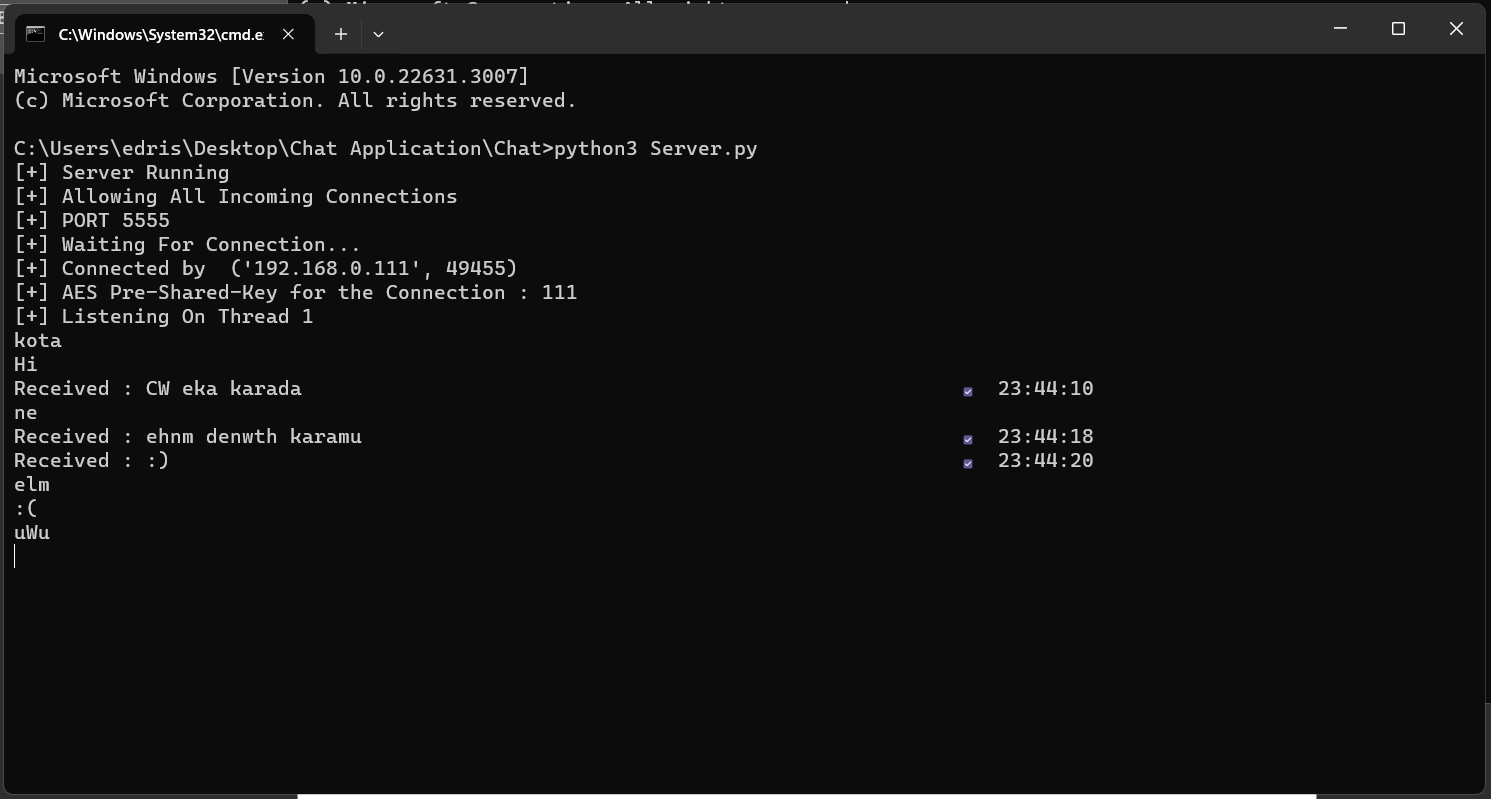 C:\Windows\System32\cmd.e
Microsoft Windows [Version 10.0.22631.3007]
(c) Microsoft Corporation. All rights reserved.
C:\Users\edris\Desktop\Chat Application\Chat>python3 Server.py
[+] Server Running
[+] Allowing All Incoming Connections
[+] PORT 5555
[+] Waiting For Connection...
[+] Connected by  ('192.168.0.111', 49455)
[+] AES Pre-Shared-Key for the Connection : 111
[+] Listening On Thread 1
kota
Hi
Received : CW eka karada 23:44:10
ne
Received : ehnm denwth karamu 23:44:18
Received : :) 23:44:20
elm
:(
uWu